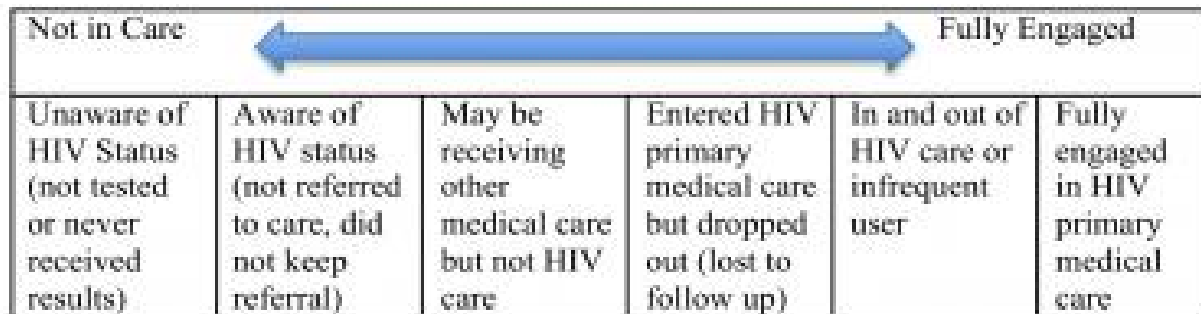 Not in Care
Fully Engaged
Unaware of
HIV Status
(not tested
or never
received
results)
Aware of
HIV status
(not referred
to care, did
not keep
referral)
May be
receiving
other
medical care
but not HIV
care
Entered HIV
primary
medical care
but dropped
out (lost to
follow up)
In and out of
HIV care or
infrequent
user
Fully
engaged
in HIV
primary
medical
care